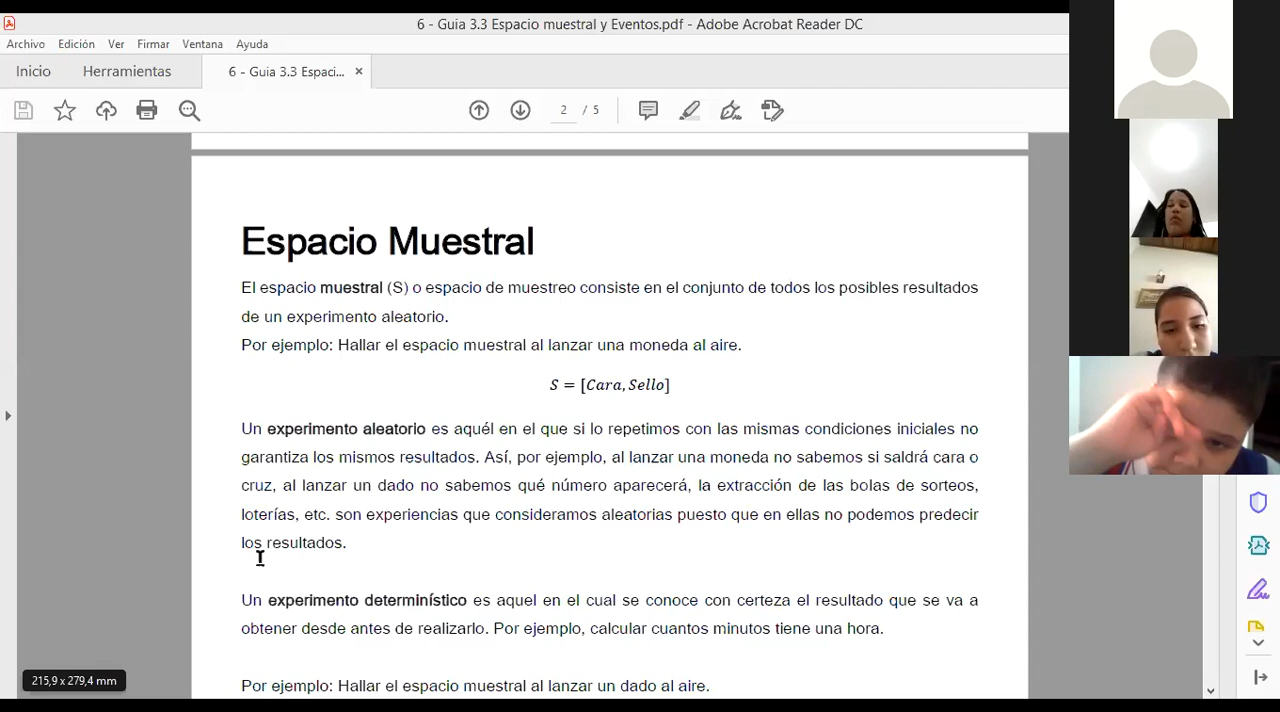 6 - Guia 3.3 Espacio muestral y Eventos.pdf - Adobe Acrobat Reader DC
Archivo Edición Ver Firmar Ventana Ayuda
Inicio Herramientas 6 - Guia 3.3 Espaci... ×
2 / 5
Espacio Muestral
El espacio muestral (S) o espacio de muestreo consiste en el conjunto de todos los posibles resultados
de un experimento aleatorio.
Por ejemplo: Hallar el espacio muestral al lanzar una moneda al aire.
S = [Cara, Sello]
Un experimento aleatorio es aquél en el que si lo repetimos con las mismas condiciones iniciales no
garantiza los mismos resultados. Así, por ejemplo, al lanzar una moneda no sabemos si saldrá cara o
cruz, al lanzar un dado no sabemos qué número aparecerá, la extracción de las bolas de sorteos,
loterías, etc. son experiencias que consideramos aleatorias puesto que en ellas no podemos predecir
los resultados.
Un experimento determinístico es aquel en el cual se conoce con certeza el resultado que se va a
obtener desde antes de realizarlo. Por ejemplo, calcular cuantos minutos tiene una hora.
Por ejemplo: Hallar el espacio muestral al lanzar un dado al aire.
215,9 x 279,4 mm